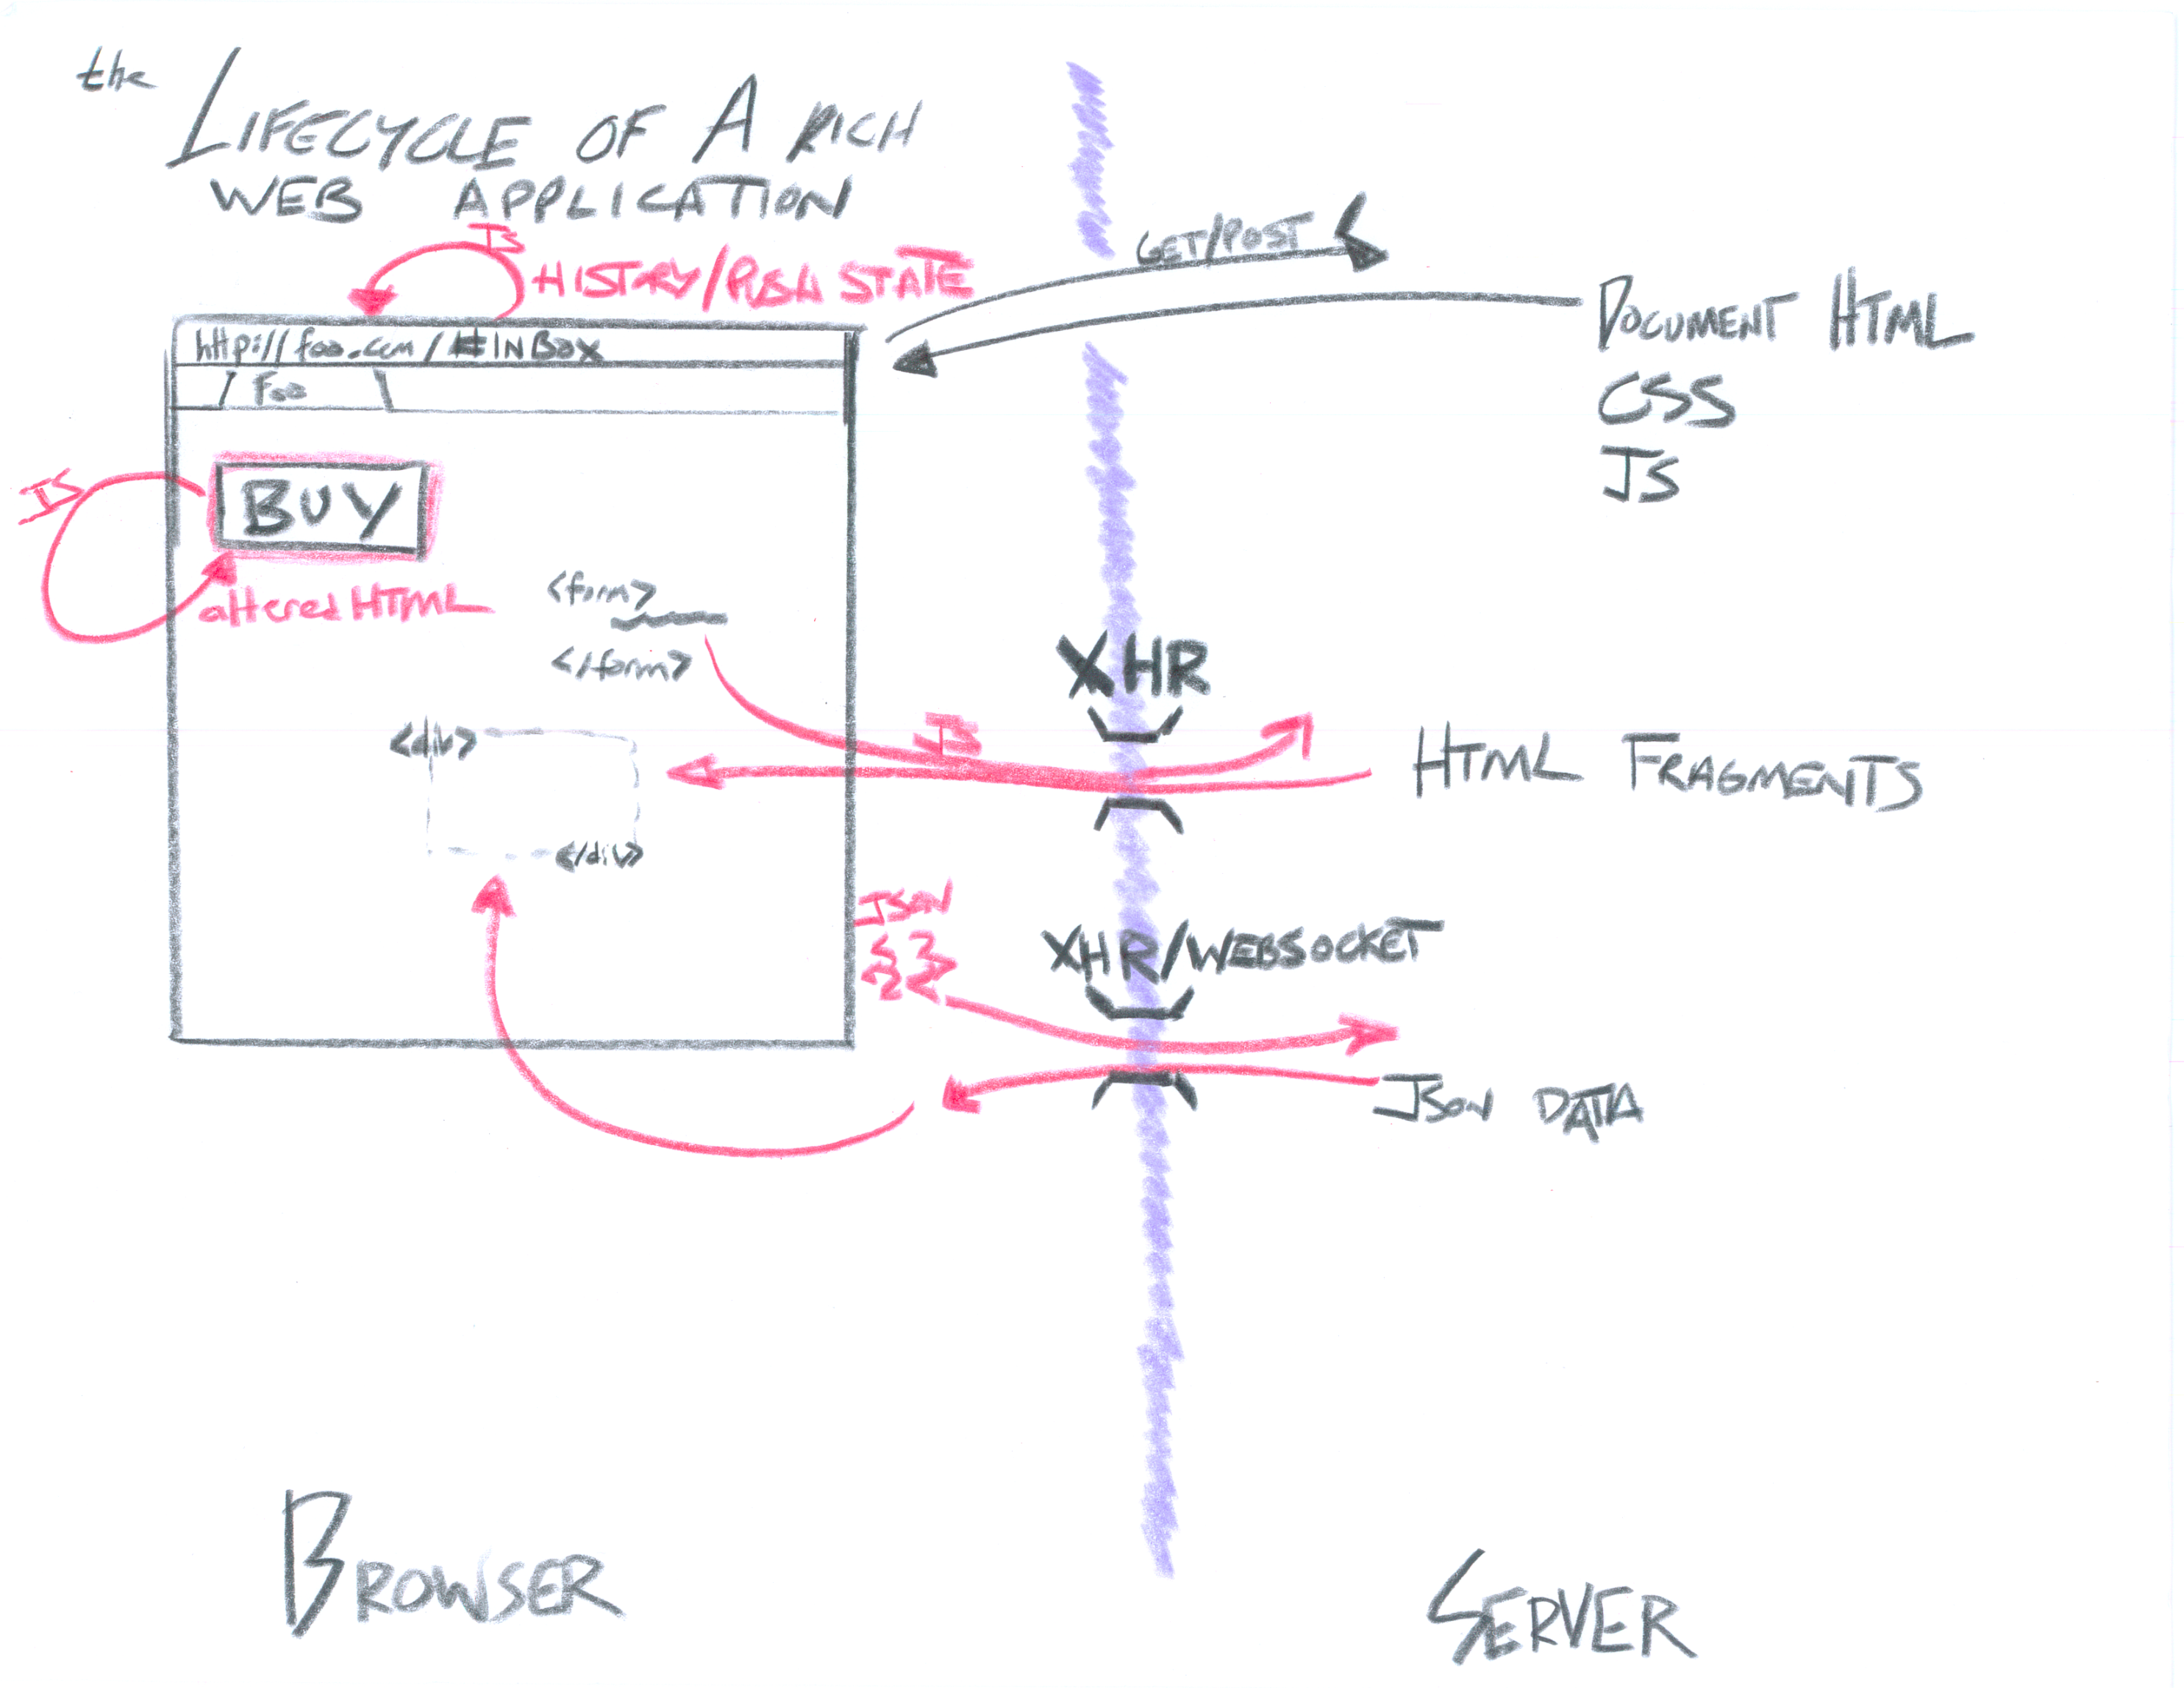 the
LIFECYCLE OF A RICH
WEB APPLICATION
JS
HISTORY/PUSH STATE
GET/POST
http://foo.com/#INBOX
Foo
DOCUMENT HTML
CSS
JS
JS
BUY
altered HTML
<form>
</form>
XHR
JS
<div>
HTML FRAGMENTS
</div>
JSON
{}
XHR/WEBSOCKET
JSON DATA
BROWSER
SERVER